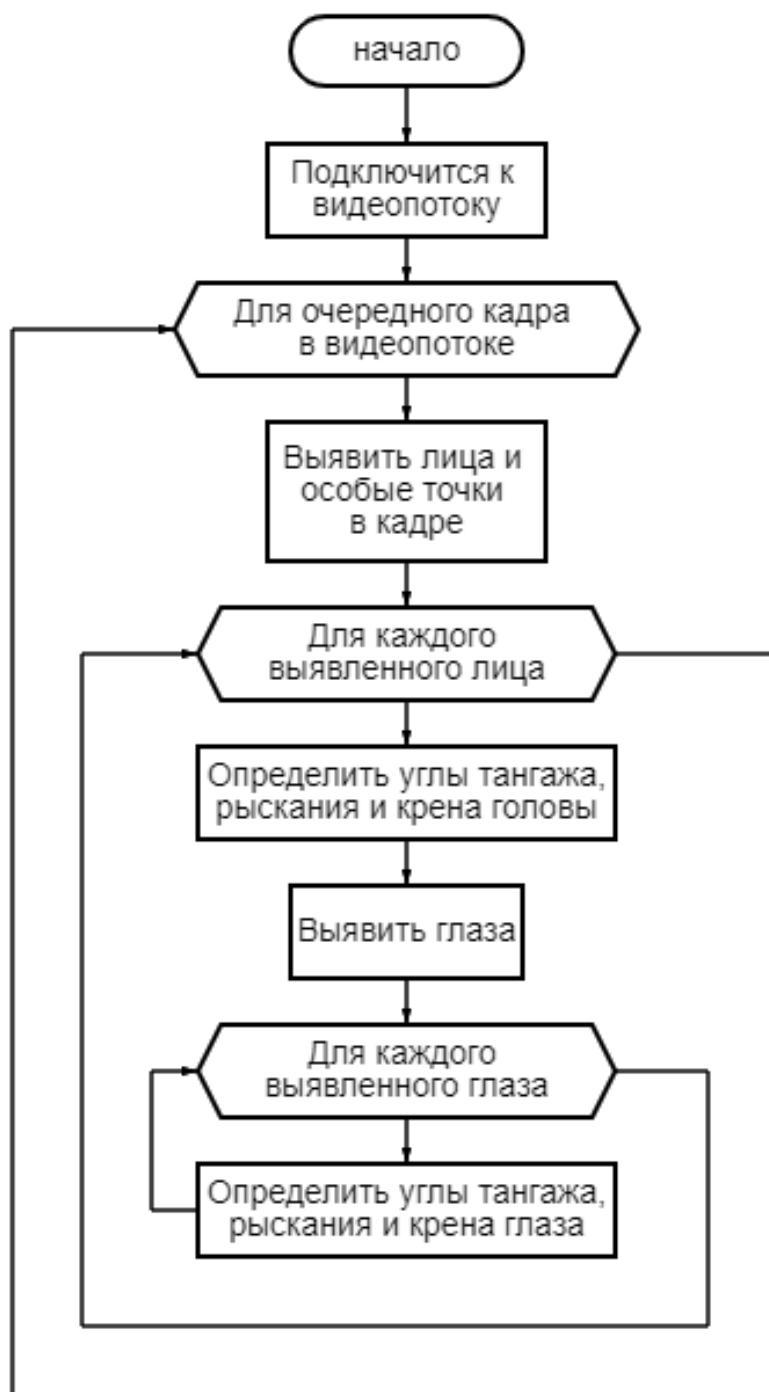 начало
Подключится к
видеопотоку
Для очередного кадра
в видеопотоке
Выявить лица и
особые точки
в кадре
Для каждого
выявленного лица
Определить углы тангажа,
рыскания и крена головы
Выявить глаза
Для каждого
выявленного глаза
Определить углы тангажа,
рыскания и крена глаза